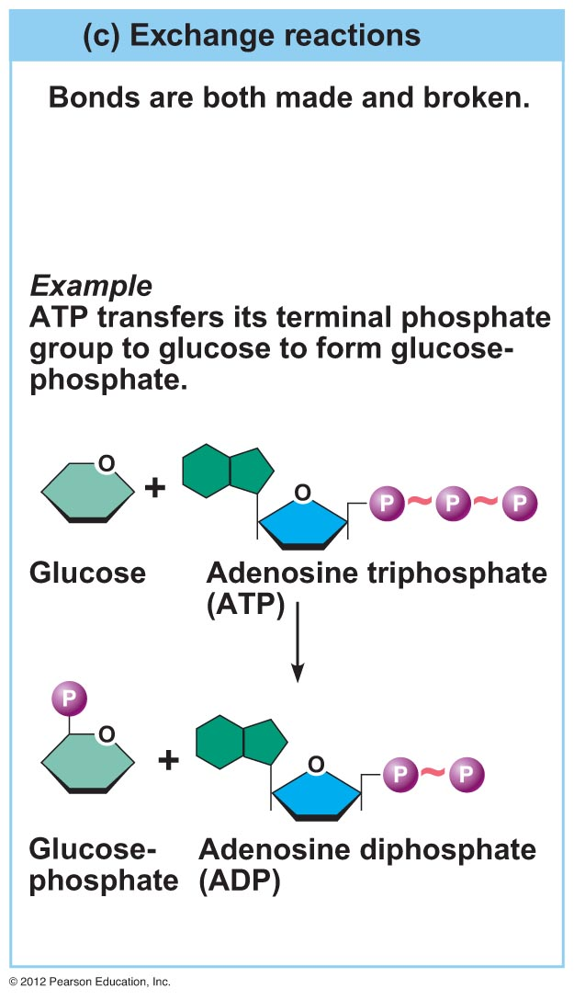 (c) Exchange reactions
Bonds are both made and broken.
Example
ATP transfers its terminal phosphate
group to glucose to form glucose-
phosphate.
O
+
O
P ~ P ~ P
Glucose
Adenosine triphosphate
(ATP)
P
O
+
O
P ~ P
Glucose-
phosphate
Adenosine diphosphate
(ADP)
© 2012 Pearson Education, Inc.